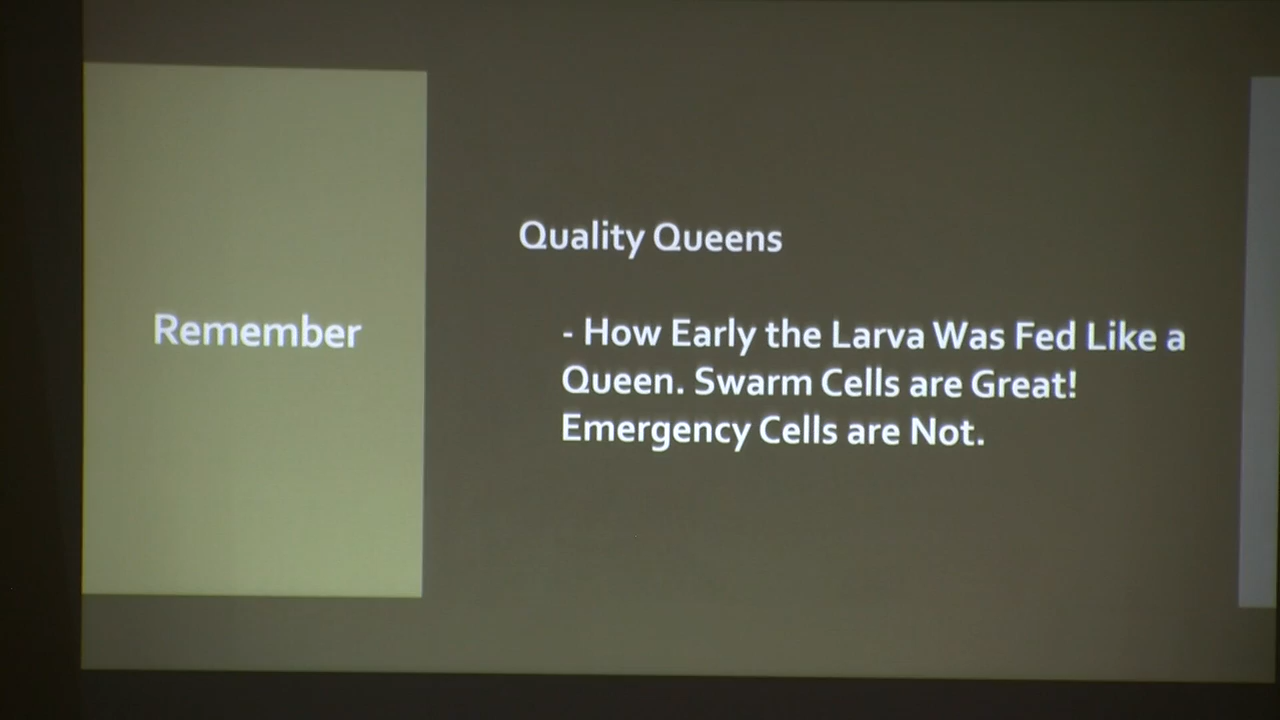 Remember
Quality Queens
- How Early the Larva Was Fed Like a
Queen. Swarm Cells are Great!
Emergency Cells are Not.